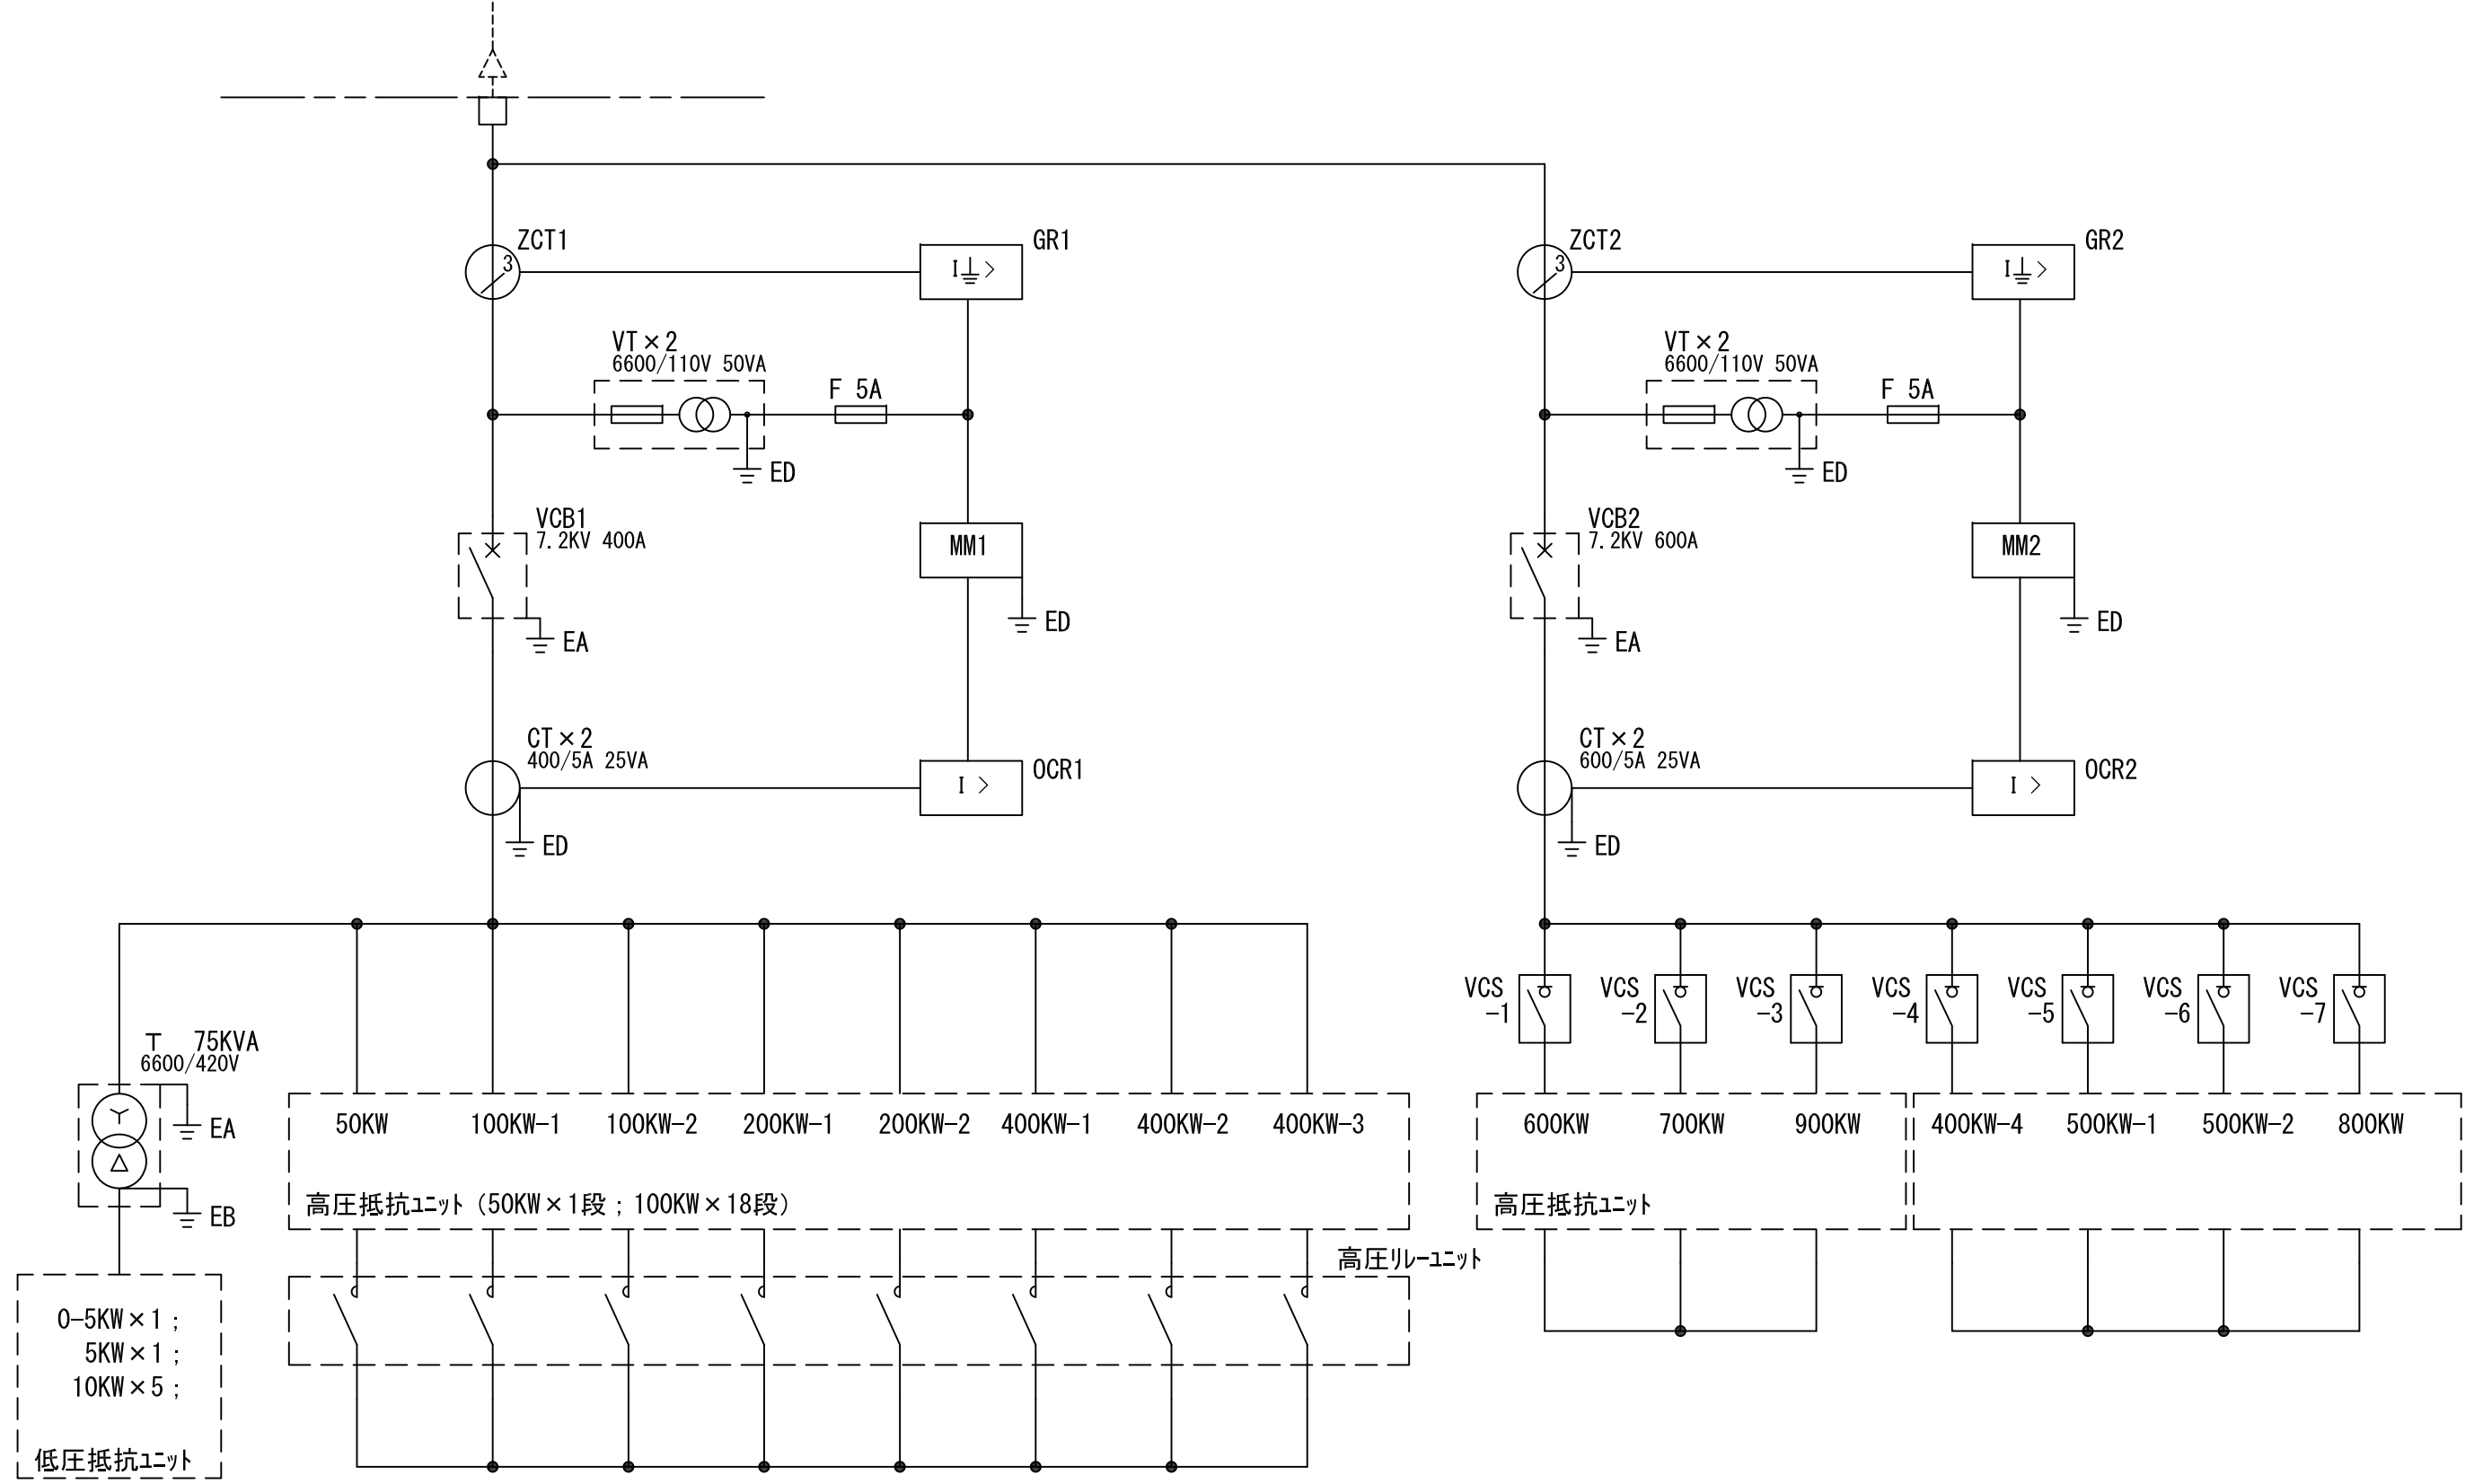 ZCT1
3
GR1
I >
VT×2
6600/110V 50VA
F 5A
ED
VCB1
7.2KV 400A
EA
MM1
ED
CT×2
400/5A 25VA
OCR1
I >
ED
ZCT2
3
GR2
I >
VT×2
6600/110V 50VA
F 5A
ED
VCB2
7.2KV 600A
EA
MM2
ED
CT×2
600/5A 25VA
OCR2
I >
ED
T 75KVA
6600/420V
EA
EB
0-5KW×1;
5KW×1;
10KW×5;
低圧抵抗ユニット
50KW 100KW-1 100KW-2 200KW-1 200KW-2 400KW-1 400KW-2 400KW-3
高圧抵抗ユニット(50KW×1段;100KW×18段)
高圧リレーユニット
VCS
-1
VCS
-2
VCS
-3
VCS
-4
VCS
-5
VCS
-6
VCS
-7
600KW 700KW 900KW 400KW-4 500KW-1 500KW-2 800KW
高圧抵抗ユニット